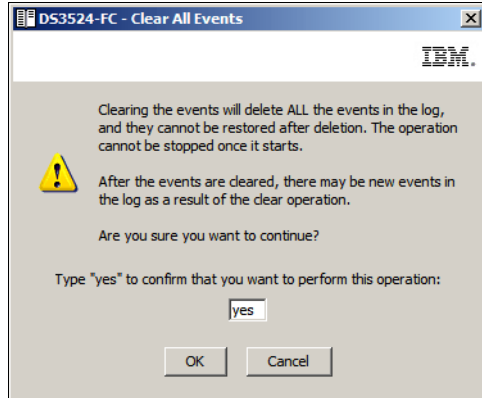 DS3524-FC - Clear All Events
IBM.
Clearing the events will delete ALL the events in the log,
and they cannot be restored after deletion. The operation
cannot be stopped once it starts.
After the events are cleared, there may be new events in
the log as a result of the clear operation.
Are you sure you want to continue?
Type "yes" to confirm that you want to perform this operation:
yes
OK Cancel